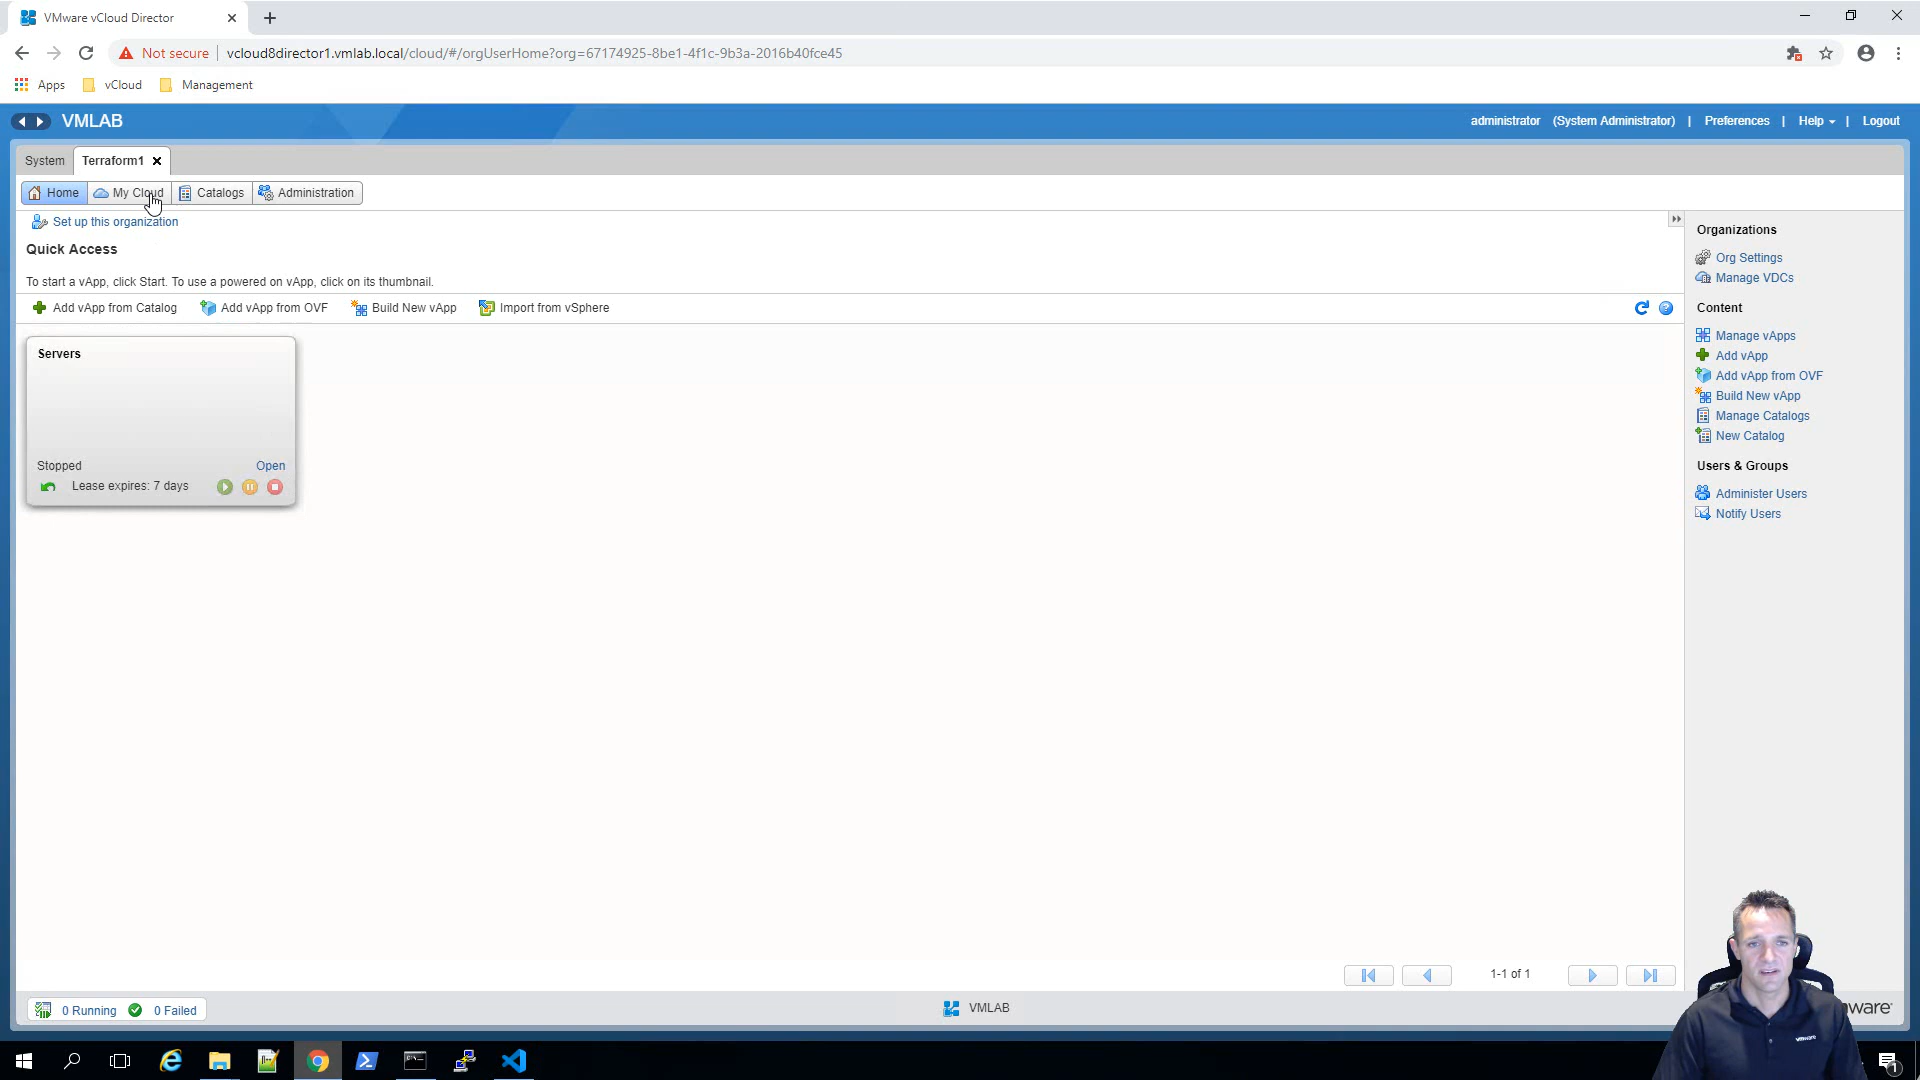 VMware vCloud Director
Not secure
vcloud8director1.vmlab.local/cloud/#/orgUserHome?org=67174925-8be1-4f1c-9b3a-2016b40fce45
Apps
vCloud
Management
VMLAB
administrator (System Administrator) | Preferences | Help | Logout
System
Terraform1
Home
My Cloud
Catalogs
Administration
Set up this organization
Quick Access
To start a vApp, click Start. To use a powered on vApp, click on its thumbnail.
Add vApp from Catalog
Add vApp from OVF
Build New vApp
Import from vSphere
Servers
Stopped
Open
Lease expires: 7 days
Organizations
Org Settings
Manage VDCs
Content
Manage vApps
Add vApp
Add vApp from OVF
Build New vApp
Manage Catalogs
New Catalog
Users & Groups
Administer Users
Notify Users
1-1 of 1
0 Running
0 Failed
VMLAB
ware
vmware
1